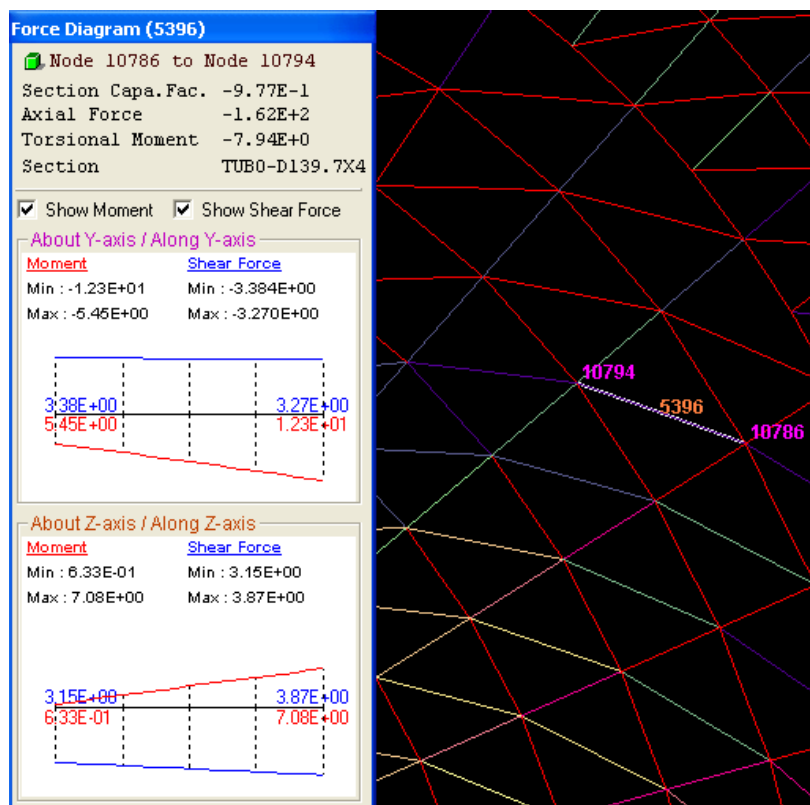 Force Diagram (5396)
Node 10786 to Node 10794
Section Capa.Fac. -9.77E-1
Axial Force -1.62E+2
Torsional Moment -7.94E+0
Section TUBO-D139.7X4
Show Moment Show Shear Force
About Y-axis / Along Y-axis
Moment Shear Force
Min : -1.23E+01 Min : -3.384E+00
Max : -5.45E+00 Max : -3.270E+00
3.38E+00 3.27E+00
5.45E+00 1.23E+01
About Z-axis / Along Z-axis
Moment Shear Force
Min : 6.33E-01 Min : 3.15E+00
Max : 7.08E+00 Max : 3.87E+00
3.15E+00 3.87E+00
6.33E-01 7.08E+00
10794
5396
10786